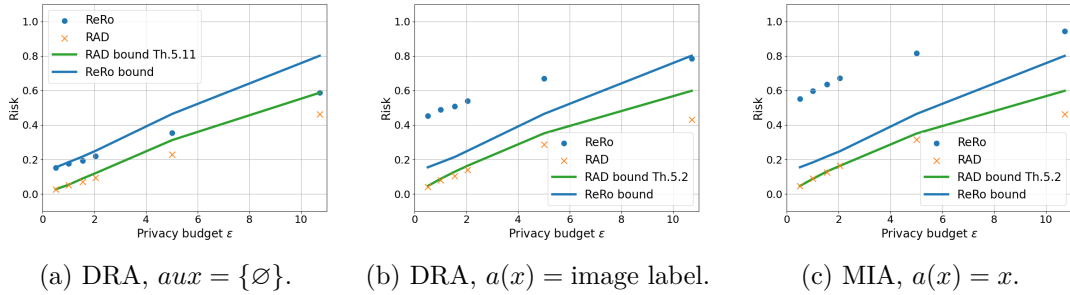 1.0
0.8
0.6
0.4
0.2
0.0
Risk
ReRo
RAD
RAD bound Th.5.11
ReRo bound
0 2 4 6 8 10
Privacy budget ε
(a) DRA, aux = {∅}.
1.0
0.8
0.6
0.4
0.2
0.0
Risk
ReRo
RAD
RAD bound Th.5.2
ReRo bound
0 2 4 6 8 10
Privacy budget ε
(b) DRA, a(x) = image label.
1.0
0.8
0.6
0.4
0.2
0.0
Risk
ReRo
RAD
RAD bound Th.5.2
ReRo bound
0 2 4 6 8 10
Privacy budget ε
(c) MIA, a(x) = x.